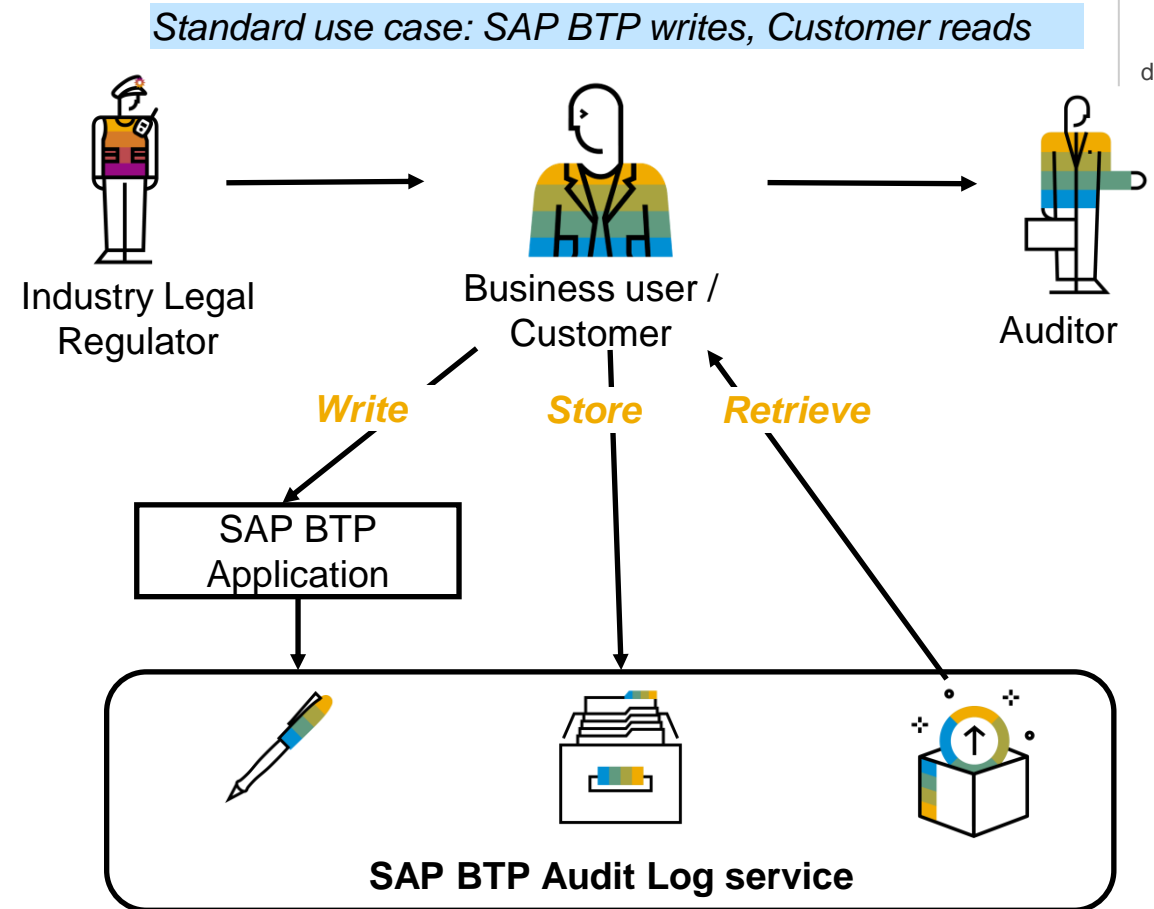 Standard use case: SAP BTP writes, Customer reads
d
Industry Legal
Regulator
Business user /
Customer
Auditor
Write
Store
Retrieve
SAP BTP
Application
SAP BTP Audit Log service